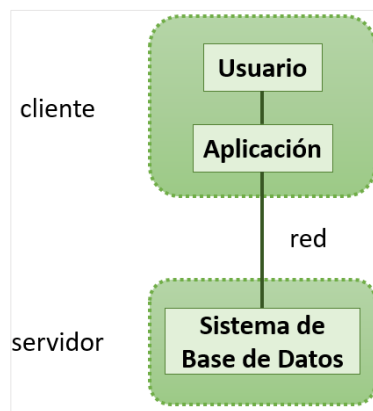 Usuario
cliente
Aplicación
red
servidor
Sistema de
Base de Datos